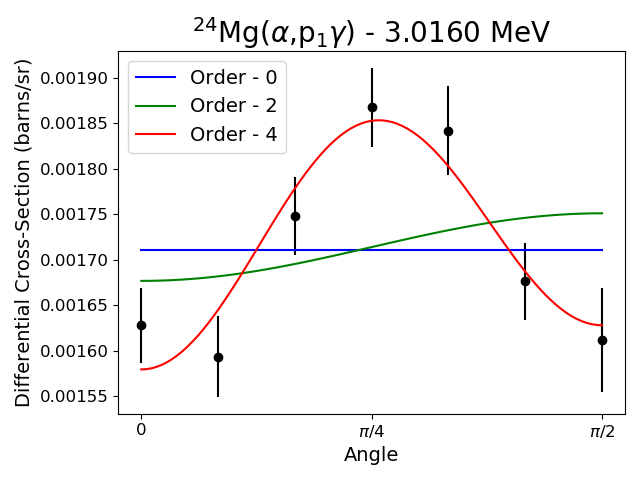 ²⁴Mg(α,p₁γ) - 3.0160 MeV
Differential Cross-Section (barns/sr)
Order - 0
Order - 2
Order - 4
0.00190
0.00185
0.00180
0.00175
0.00170
0.00165
0.00160
0.00155
0
π/4
π/2
Angle